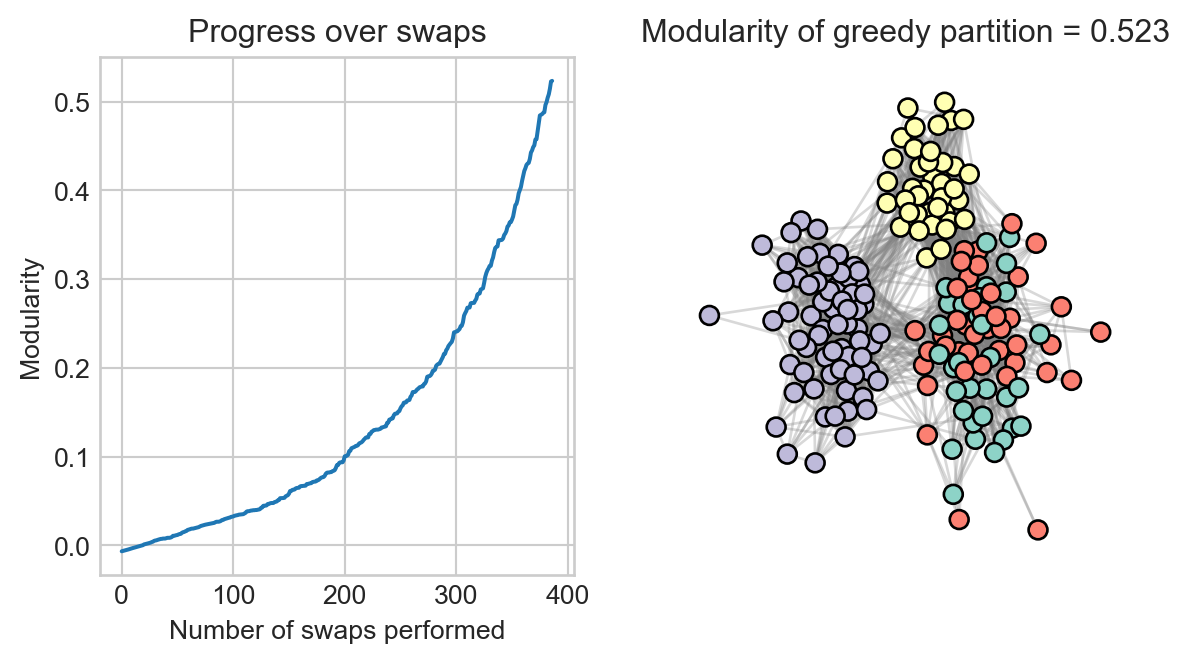 Progress over swaps
Modularity of greedy partition = 0.523
Modularity
0.5
0.4
0.3
0.2
0.1
0.0
0
100
200
300
400
Number of swaps performed